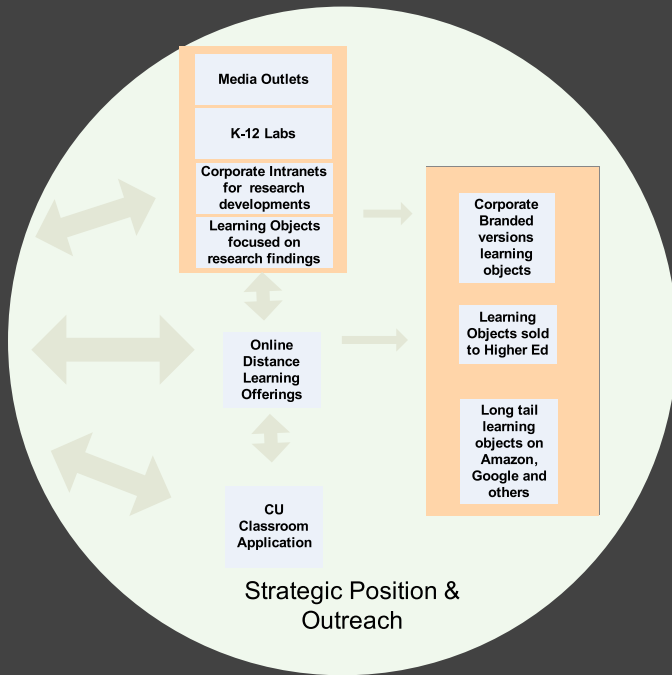 Media Outlets
K-12 Labs
Corporate Intranets
for research
developments
Learning Objects
focused on
research findings
Corporate
Branded
versions
learning
objects
Online
Distance
Learning
Offerings
Learning
Objects sold
to Higher Ed
Long tail
learning
objects on
Amazon,
Google and
others
CU
Classroom
Application
Strategic Position &
Outreach